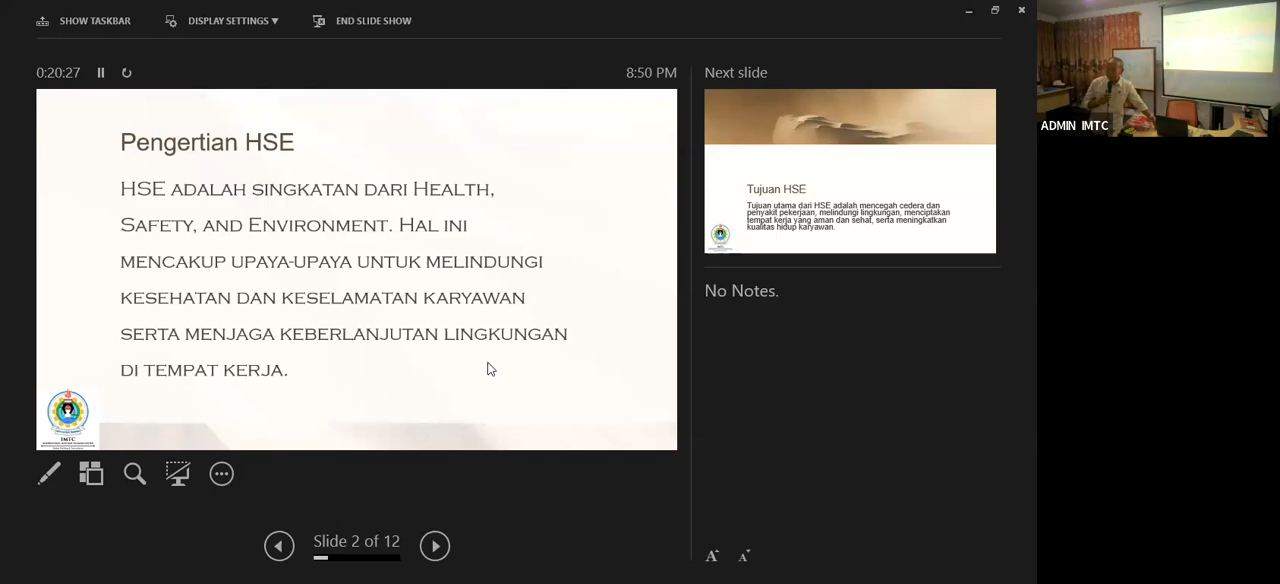 SHOW TASKBAR
DISPLAY SETTINGS ▼
END SLIDE SHOW
0:20:27
8:50 PM
Pengertian HSE
HSE ADALAH SINGKATAN DARI HEALTH,
SAFETY, AND ENVIRONMENT. HAL INI
MENCAKUP UPAYA-UPAYA UNTUK MELINDUNGI
KESEHATAN DAN KESELAMATAN KARYAWAN
SERTA MENJAGA KEBERLANJUTAN LINGKUNGAN
DI TEMPAT KERJA.
IMTC
Slide 2 of 12
Next slide
Tujuan HSE
Tujuan utama dari HSE adalah mencegah cedera dan
penyakit pekerjaan, melindungi lingkungan, menciptakan
tempat kerja yang aman dan sehat, serta meningkatkan
kualitas hidup karyawan.
No Notes.
A A
ADMIN IMTC